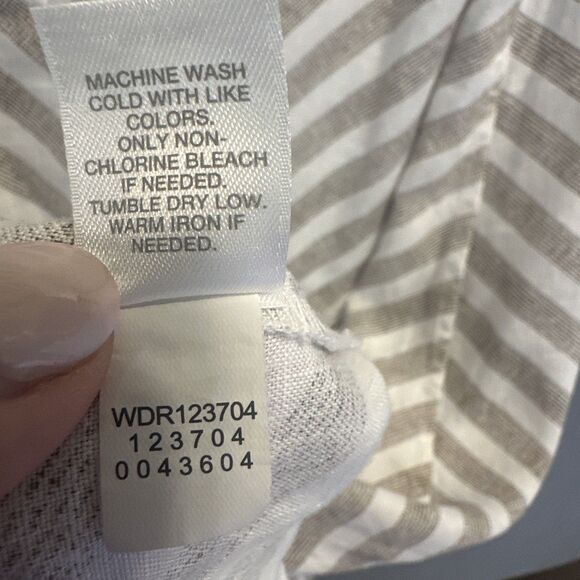 MACHINE WASH
COLD WITH LIKE
COLORS.
ONLY NON-
CHLORINE BLEACH
IF NEEDED.
TUMBLE DRY LOW.
WARM IRON IF
NEEDED.
WDR123704
123704
0043604